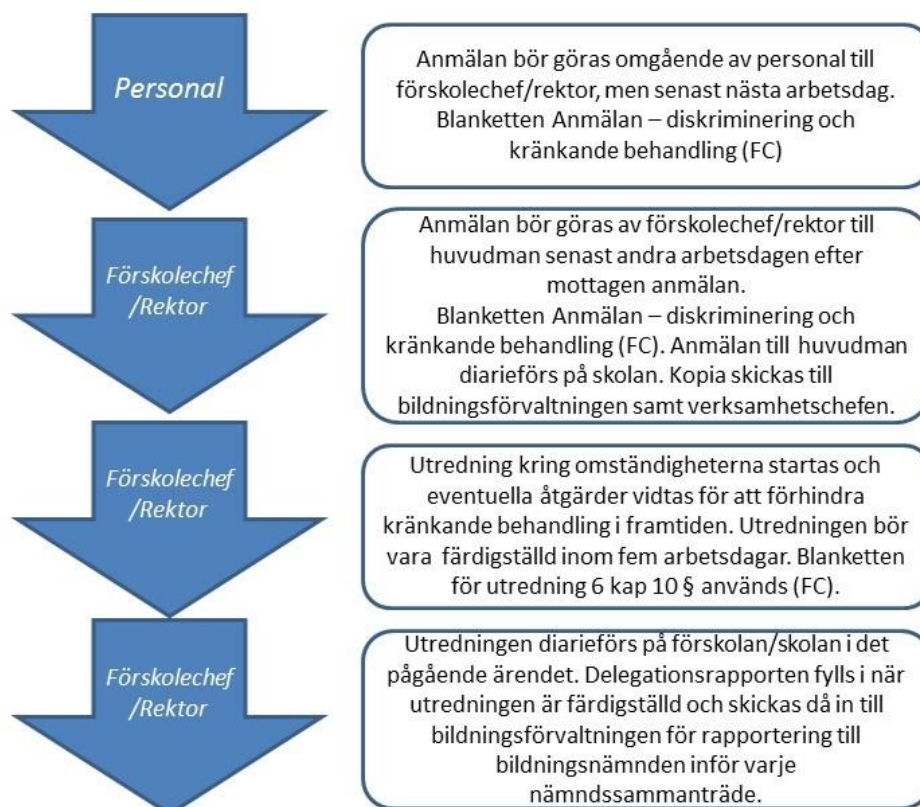 Personal
Anmälan bör göras omgående av personal till
förskolechef/rektor, men senast nästa arbetsdag.
Blanketten Anmälan – diskriminering och
kränkande behandling (FC)
Förskolechef
/Rektor
Anmälan bör göras av förskolechef/rektor till
huvudman senast andra arbetsdagen efter
mottagen anmälan.
Blanketten Anmälan – diskriminering och
kränkande behandling (FC). Anmälan till huvudman
diarieförs på skolan. Kopia skickas till
bildningsförvaltningen samt verksamhetschefen.
Förskolechef
/Rektor
Utredning kring omständigheterna startas och
eventuella åtgärder vidtas för att förhindra
kränkande behandling i framtiden. Utredningen bör
vara färdigställd inom fem arbetsdagar. Blanketten
för utredning 6 kap 10 § används (FC).
Förskolechef
/Rektor
Utredningen diarieförs på förskolan/skolan i det
pågående ärendet. Delegationsrapporten fylls i när
utredningen är färdigställd och skickas då in till
bildningsförvaltningen för rapportering till
bildningsnämnden inför varje
nämndssammanträde.